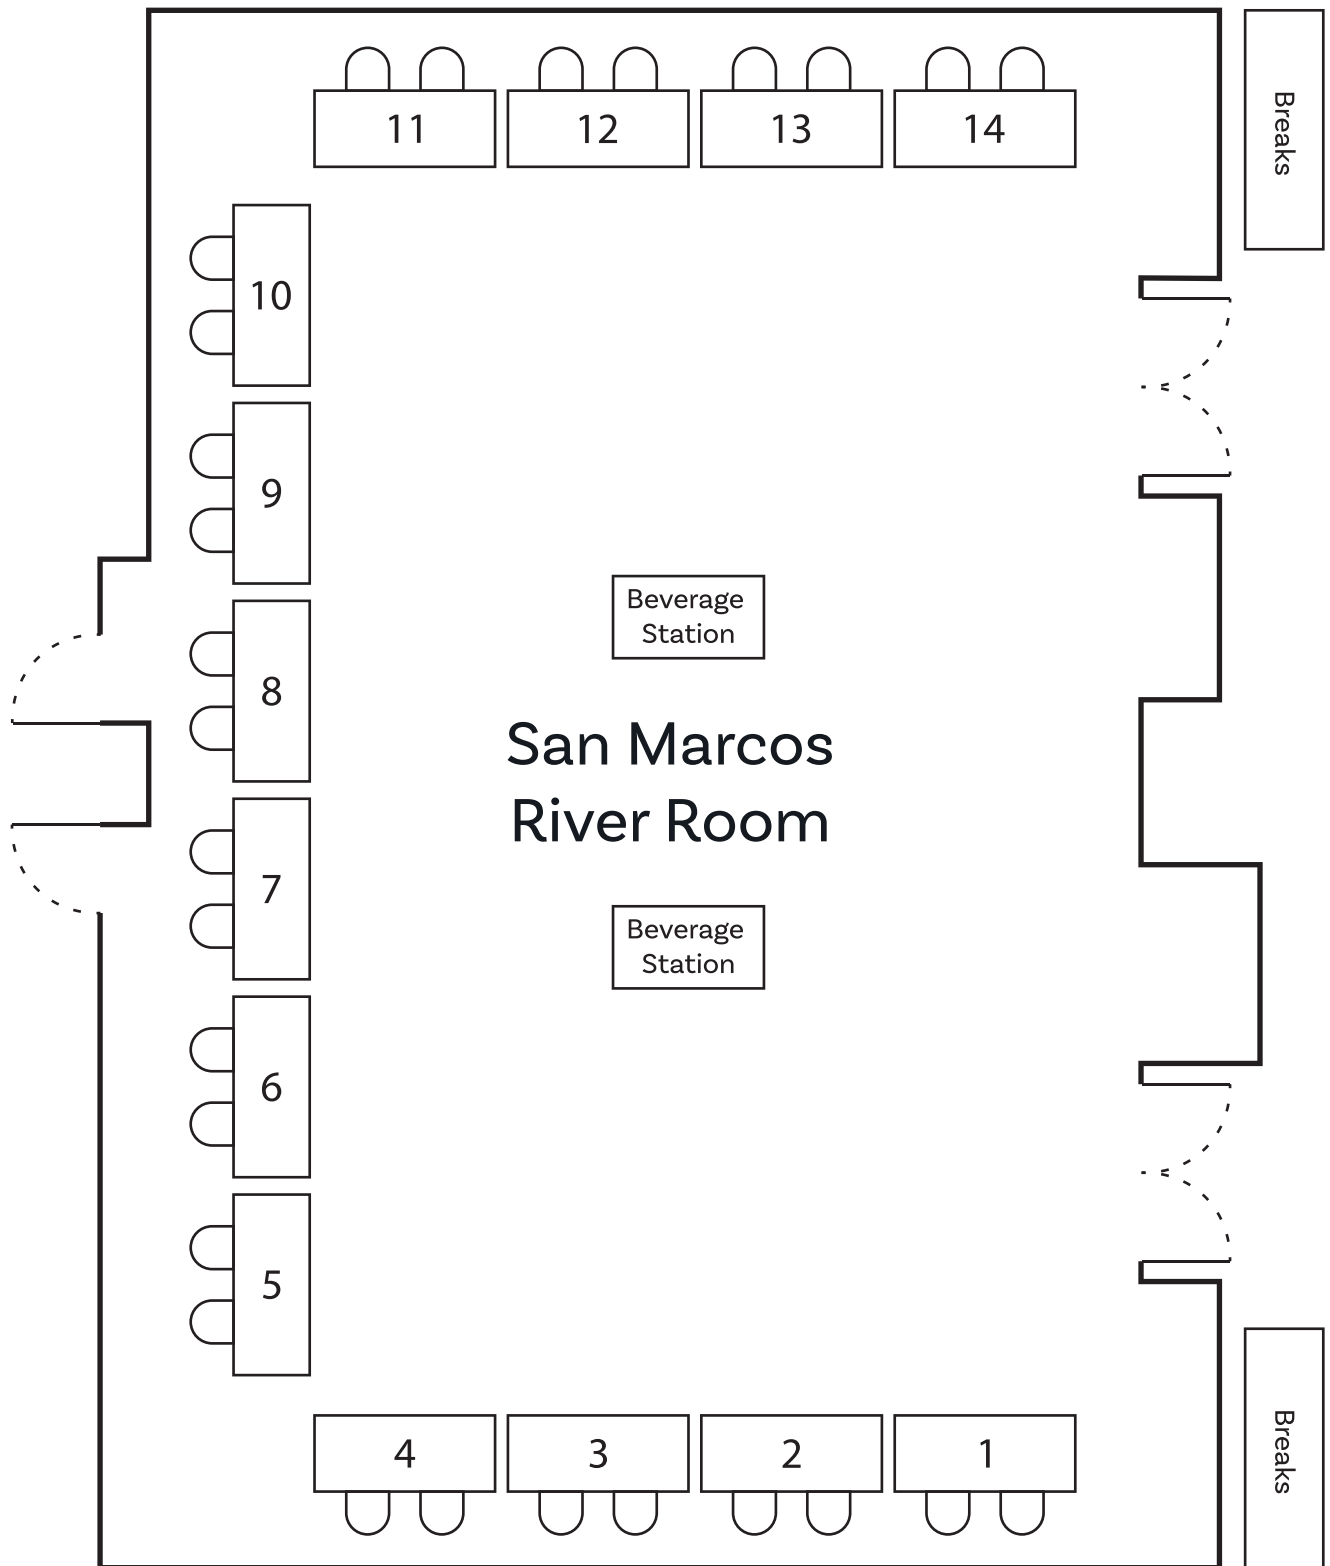 11 12 13 14
Breaks
10
9
8
7
6
5
Beverage
Station
San Marcos
River Room
Beverage
Station
4 3 2 1
Breaks